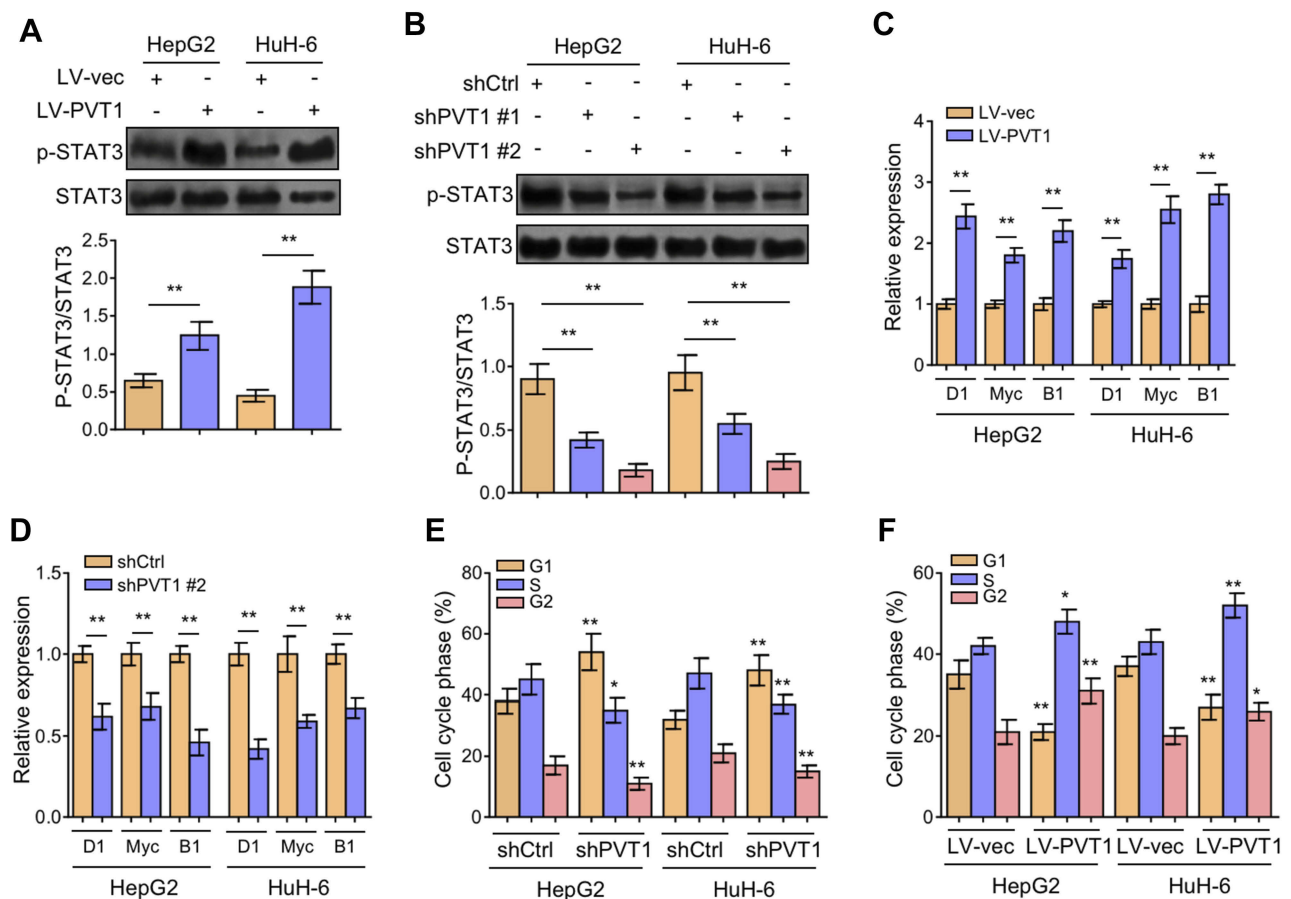 A
HepG2 HuH-6
LV-vec + - + -
LV-PVT1 - + - +
p-STAT3
STAT3
P-STAT3/STAT3
2.5
2.0
1.5
1.0
0.5
0.0
** **
B
HepG2 HuH-6
shCtrl + - - + - -
shPVT1 #1 - + - - + -
shPVT1 #2 - - + - - +
p-STAT3
STAT3
P-STAT3/STAT3
1.5
1.0
0.5
0.0
** **
** **
C
LV-vec
LV-PVT1
Relative expression
4
3
2
1
0
** ** ** ** ** **
D1 Myc B1 D1 Myc B1
HepG2 HuH-6
D
shCtrl
shPVT1 #2
Relative expression
1.5
1.0
0.5
0.0
** ** ** ** ** **
D1 Myc B1 D1 Myc B1
HepG2 HuH-6
E
G1
S
G2
Cell cycle phase (%)
80
60
40
20
0
** * ** ** ** **
shCtrl shPVT1 shCtrl shPVT1
HepG2 HuH-6
F
G1
S
G2
Cell cycle phase (%)
60
40
20
0
** * ** ** ** *
LV-vec LV-PVT1 LV-vec LV-PVT1
HepG2 HuH-6